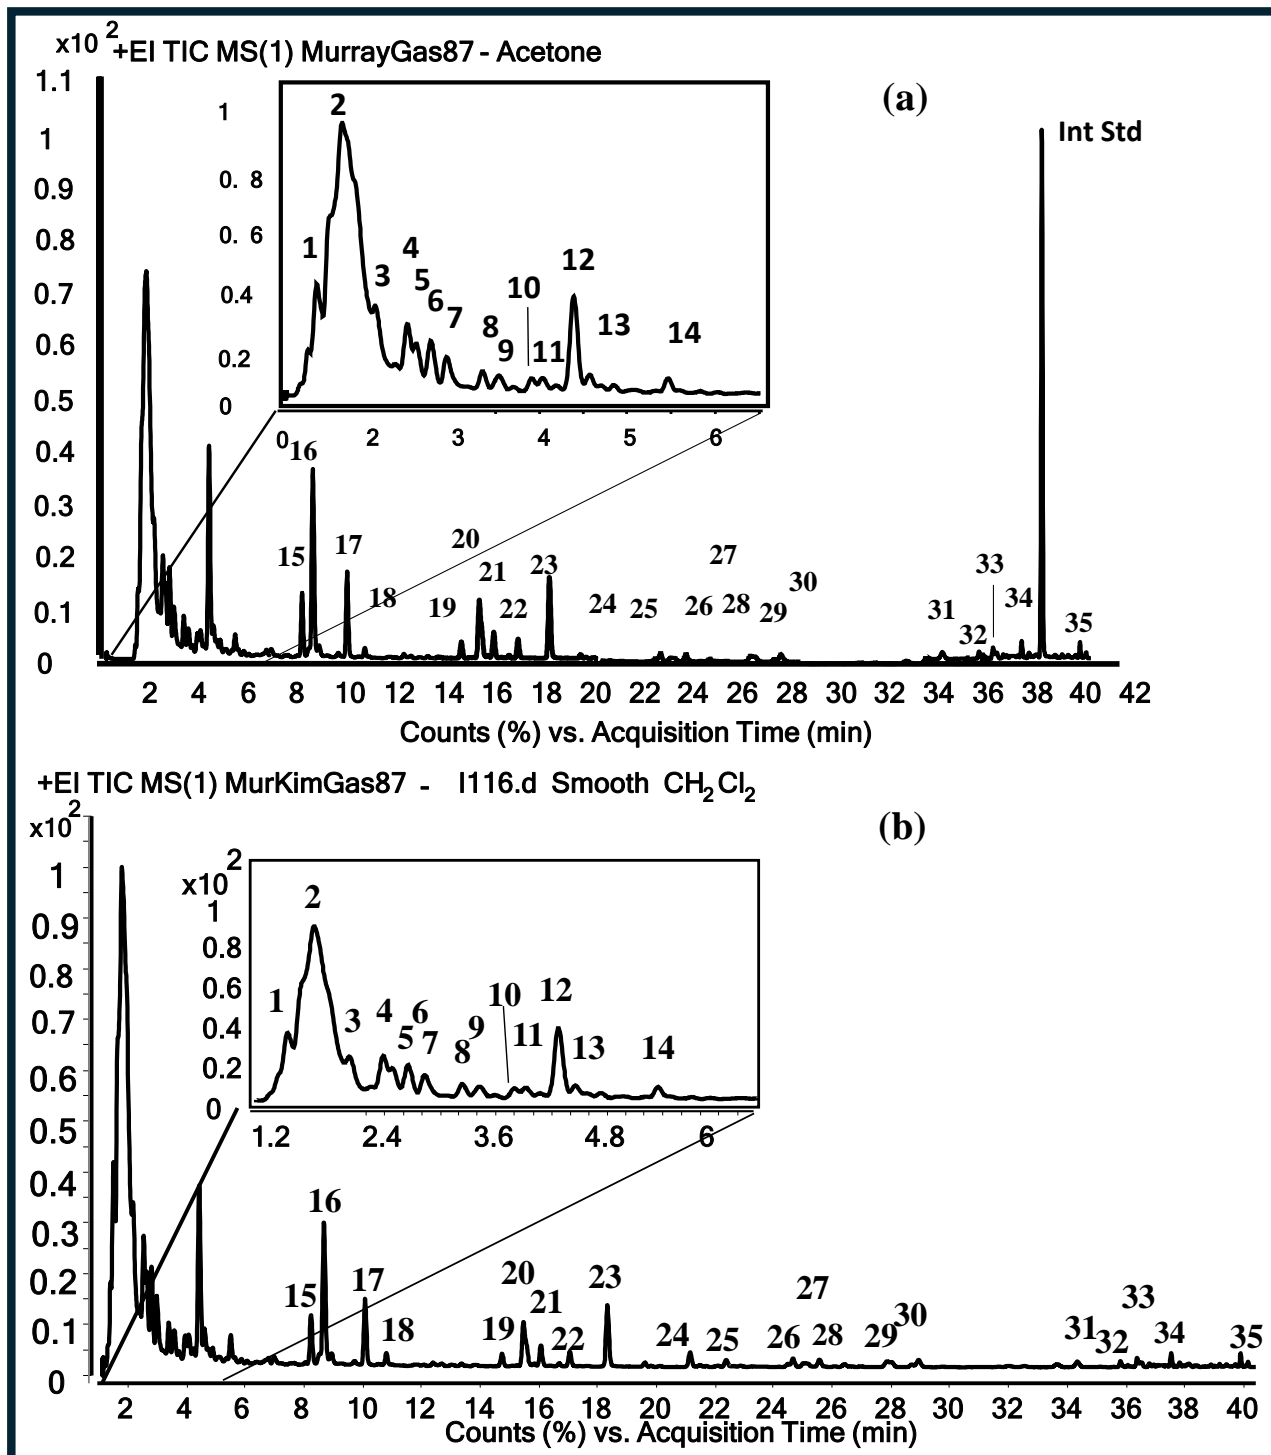 x10 2
+EI TIC MS(1) MurrayGas87 - Acetone
(a)
1.1
1
0.9
0.8
0.7
0.6
0.5
0.4
0.3
0.2
0.1
0
1
0. 8
0. 6
0.4
0.2
0
1 2 3 4 5 6 7 8 9 10 11 12 13 14
0 2 3 4 5 6
Int Std
15 16 17 18 19 20 21 22 23 24 25 26 27 28 29 30 31 32 33 34 35
2 4 6 8 10 12 14 16 18 20 22 24 26 28 30 32 34 36 38 40 42
Counts (%) vs. Acquisition Time (min)
+EI TIC MS(1) MurKimGas87 - I116.d Smooth CH2Cl2
x10 2
(b)
1
0.9
0.8
0.7
0.6
0.5
0.4
0.3
0.2
0.1
0
x10 2
1
0.8
0.6
0.4
0.2
0
1 2 3 4 5 6 7 8 9 10 11 12 13 14
1.2 2.4 3.6 4.8 6
15 16 17 18 19 20 21 22 23 24 25 26 27 28 29 30 31 32 33 34 35
2 4 6 8 10 12 14 16 18 20 22 24 26 28 30 32 34 36 38 40
Counts (%) vs. Acquisition Time (min)